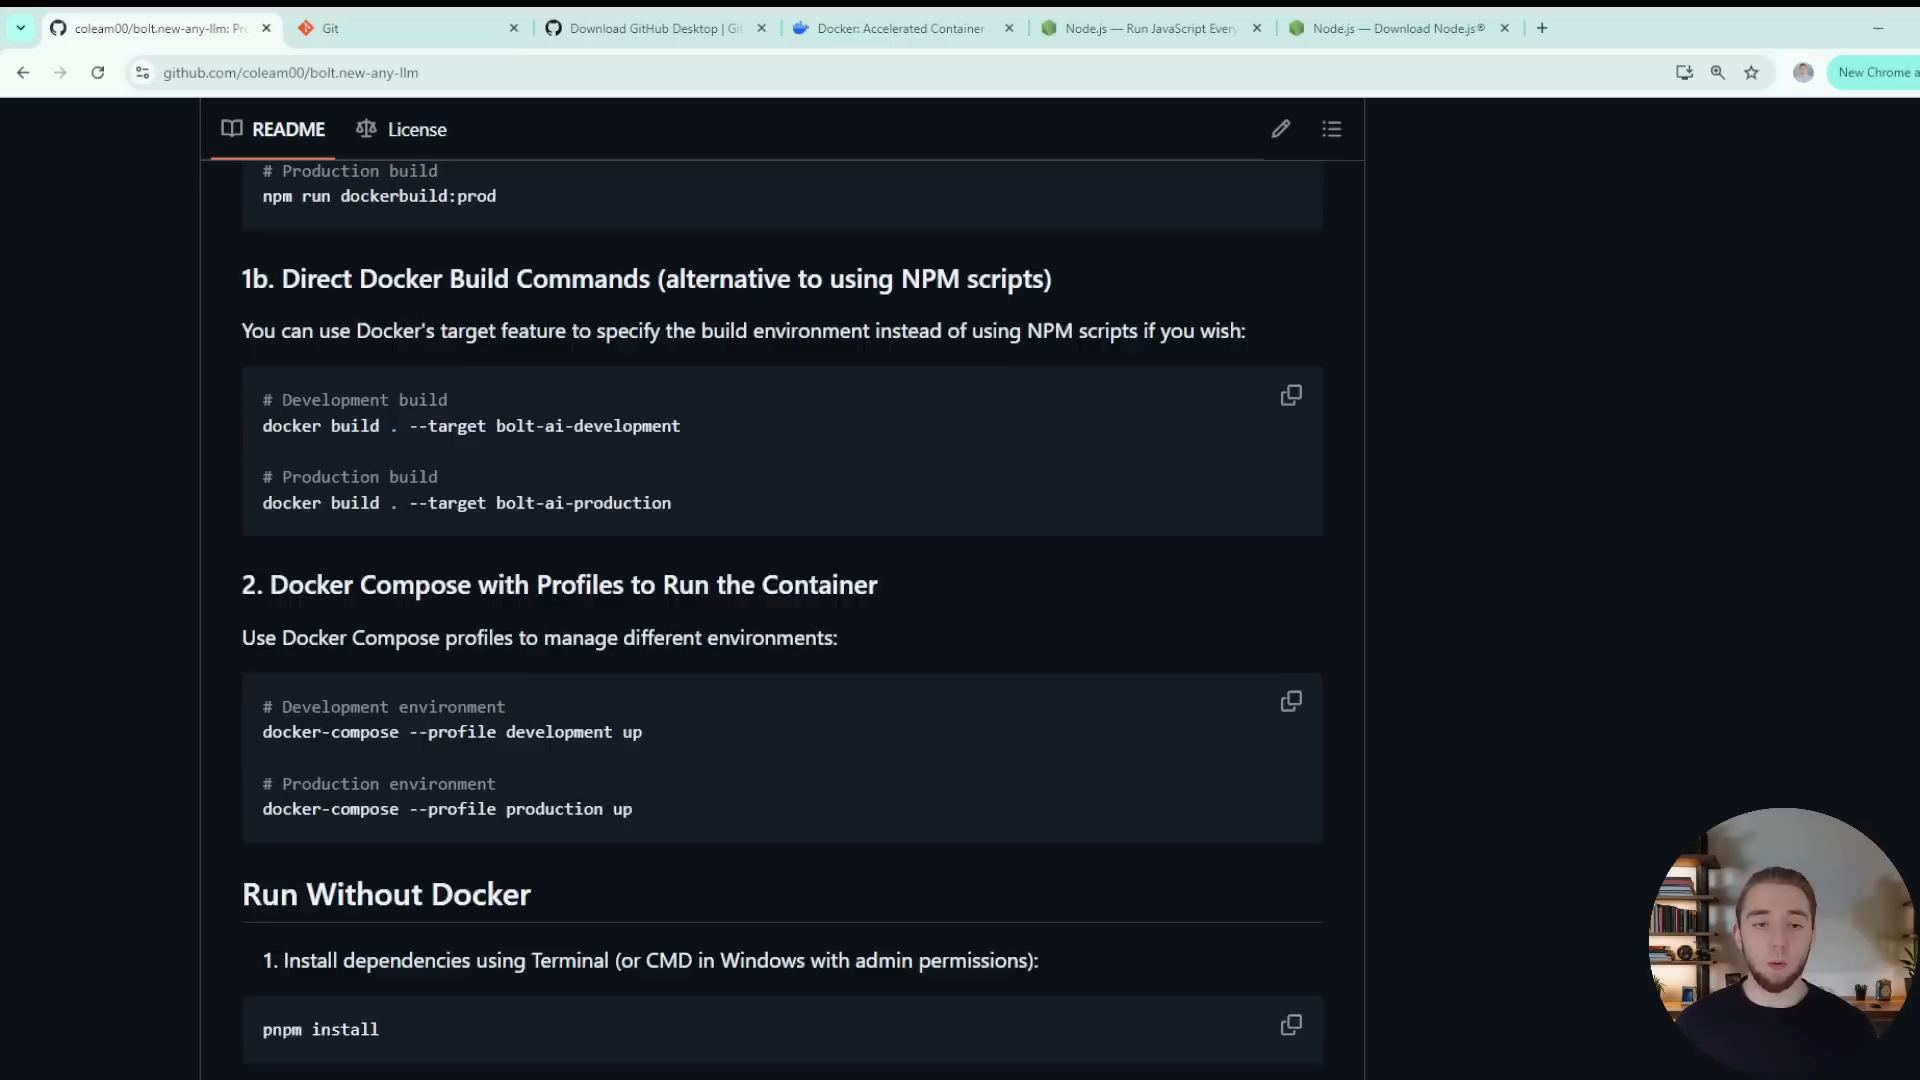 coleam00/bolt.new-any-llm: Pr
Git
Download GitHub Desktop | Git
Docker: Accelerated Container
Node.js — Run JavaScript Every
Node.js — Download Node.js®
github.com/coleam00/bolt.new-any-llm
New Chrome a
README
License
# Production build
npm run dockerbuild:prod
1b. Direct Docker Build Commands (alternative to using NPM scripts)
You can use Docker's target feature to specify the build environment instead of using NPM scripts if you wish:
# Development build
docker build . --target bolt-ai-development
# Production build
docker build . --target bolt-ai-production
2. Docker Compose with Profiles to Run the Container
Use Docker Compose profiles to manage different environments:
# Development environment
docker-compose --profile development up
# Production environment
docker-compose --profile production up
Run Without Docker
1. Install dependencies using Terminal (or CMD in Windows with admin permissions):
pnpm install